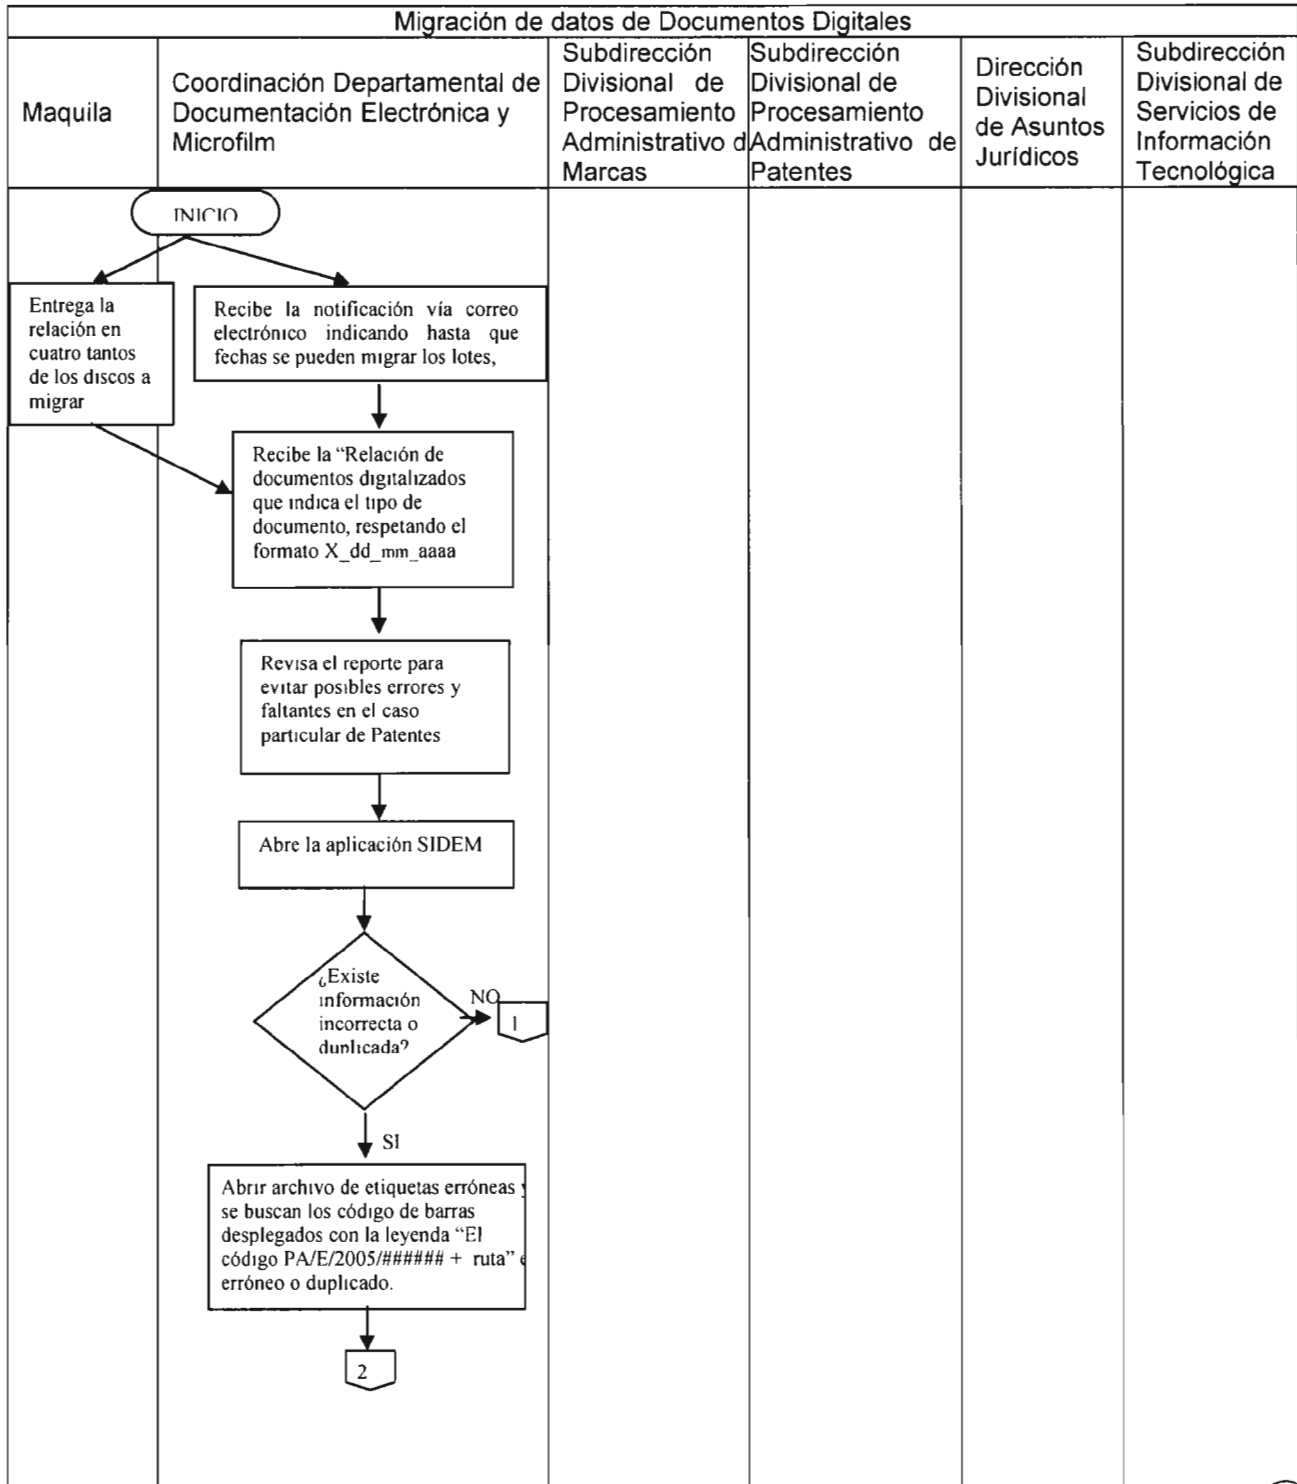 Migración de datos de Documentos Digitales
Maquila
Coordinación Departamental de
Documentación Electrónica y
Microfilm
Subdirección
Divisional de
Procesamiento
Administrativo d
Marcas
Subdirección
Divisional de
Procesamiento
Administrativo de
Patentes
Dirección
Divisional
de Asuntos
Jurídicos
Subdirección
Divisional de
Servicios de
Información
Tecnológica
INICIO
Entrega la
relación en
cuatro tantos
de los discos a
migrar
Recibe la notificación vía correo
electrónico indicando hasta que
fechas se pueden migrar los lotes,
Recibe la “Relación de
documentos digitalizados
que indica el tipo de
documento, respetando el
formato X_dd_mm_aaaa
Revisa el reporte para
evitar posibles errores y
faltantes en el caso
particular de Patentes
Abre la aplicación SIDEM
¿Existe
información
incorrecta o
duplicada?
NO
1
SI
Abrir archivo de etiquetas erróneas y
se buscan los código de barras
desplegados con la leyenda “El
código PA/E/2005/###### + ruta” e
erróneo o duplicado.
2